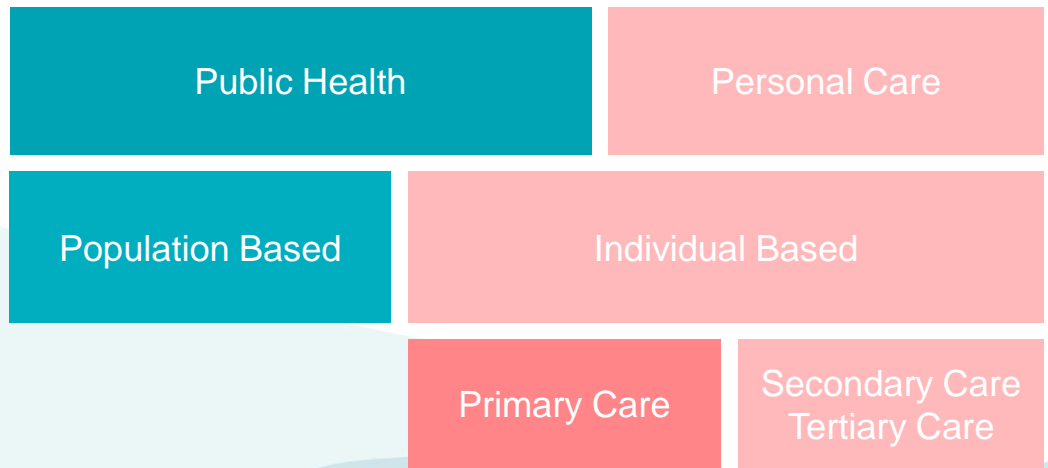 Public Health
Personal Care
Population Based
Individual Based
Primary Care
Secondary Care
Tertiary Care